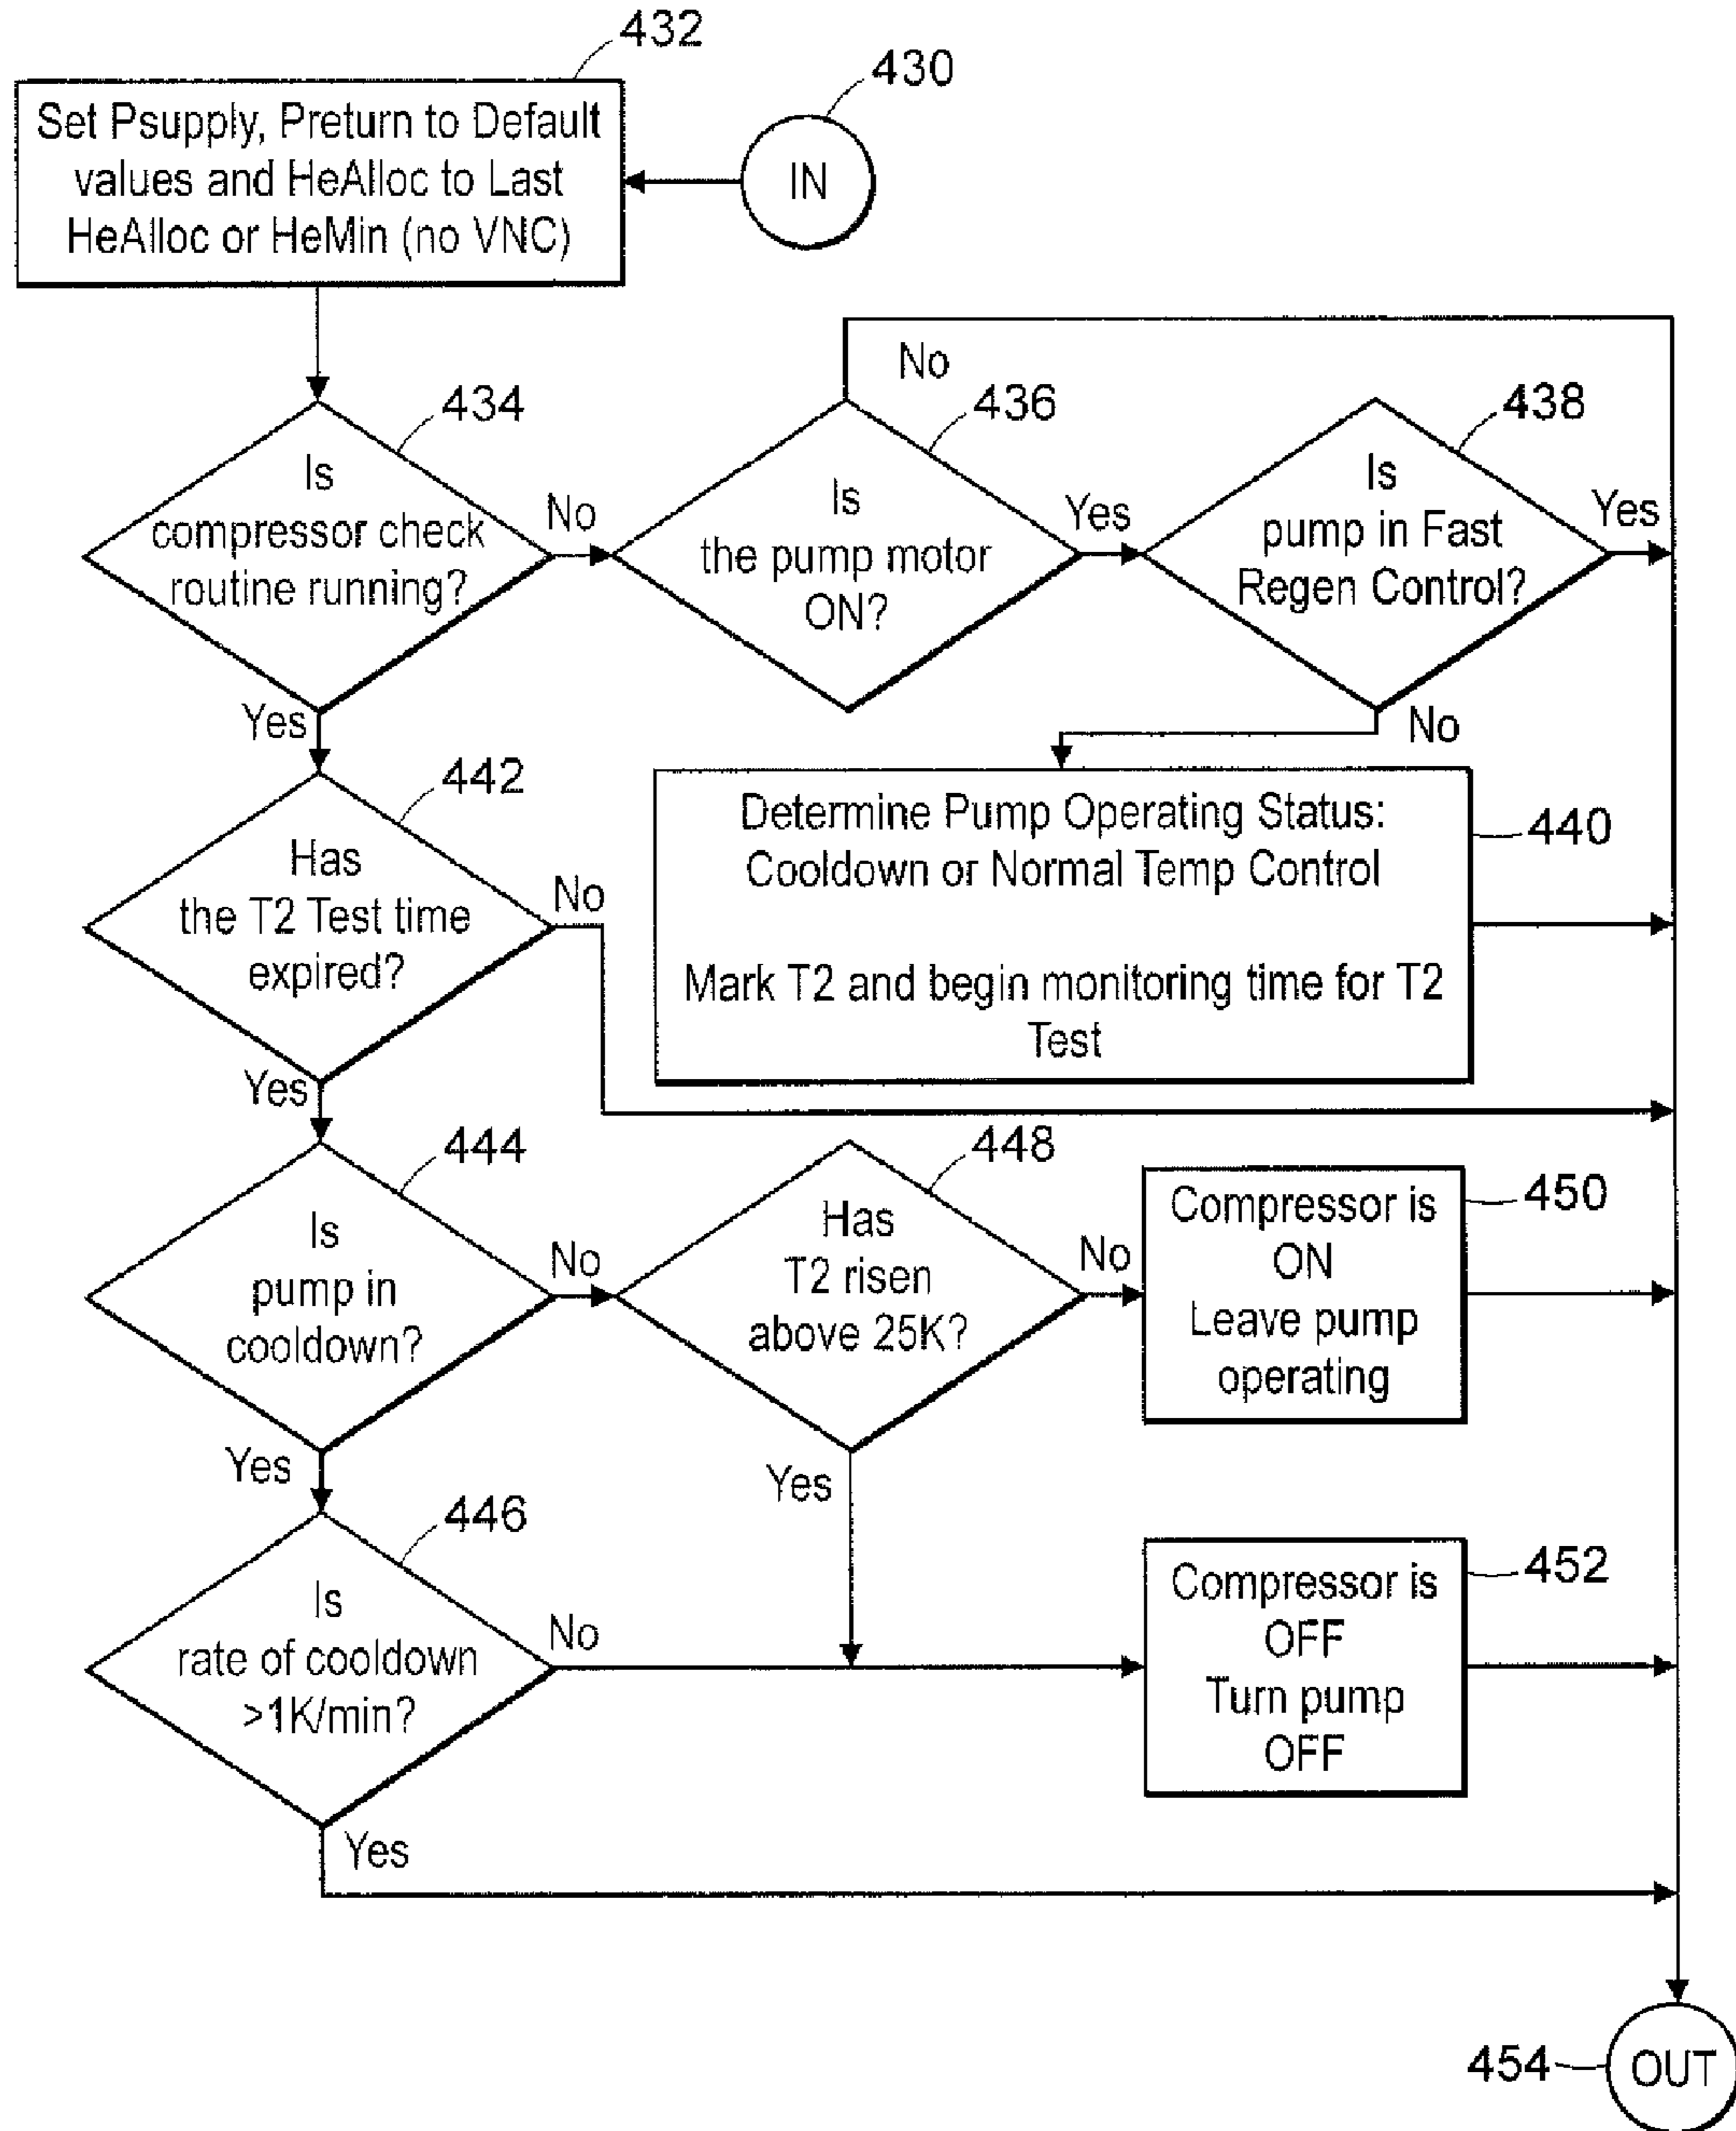 432
430
Set Psupply, Preturn to Default
values and HeAlloc to Last
HeAlloc or HeMin (no VNC)
IN
434
Is
compressor check
routine running?
No
Yes
436
Is
the pump motor
ON?
No
Yes
438
Is
pump in Fast
Regen Control?
Yes
No
440
Determine Pump Operating Status:
Cooldown or Normal Temp Control
Mark T2 and begin monitoring time for T2
Test
442
Has
the T2 Test time
expired?
No
Yes
444
Is
pump in
cooldown?
No
Yes
448
Has
T2 risen
above 25K?
No
Yes
450
Compressor is
ON
Leave pump
operating
446
Is
rate of cooldown
>1K/min?
No
Yes
452
Compressor is
OFF
Turn pump
OFF
454
OUT